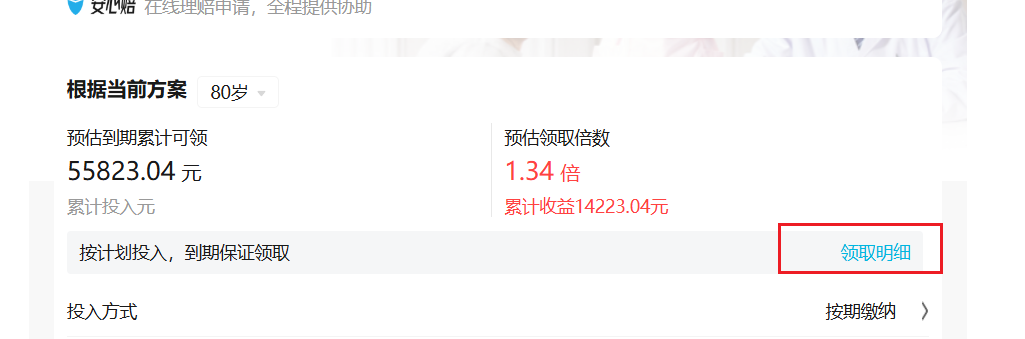 安心赔 在线理赔申请，全程提供协助
根据当前方案 80岁
预估到期累计可领 预估领取倍数
55823.04 元 1.34 倍
累计投入元 累计收益14223.04元
按计划投入，到期保证领取 领取明细
投入方式 按期缴纳